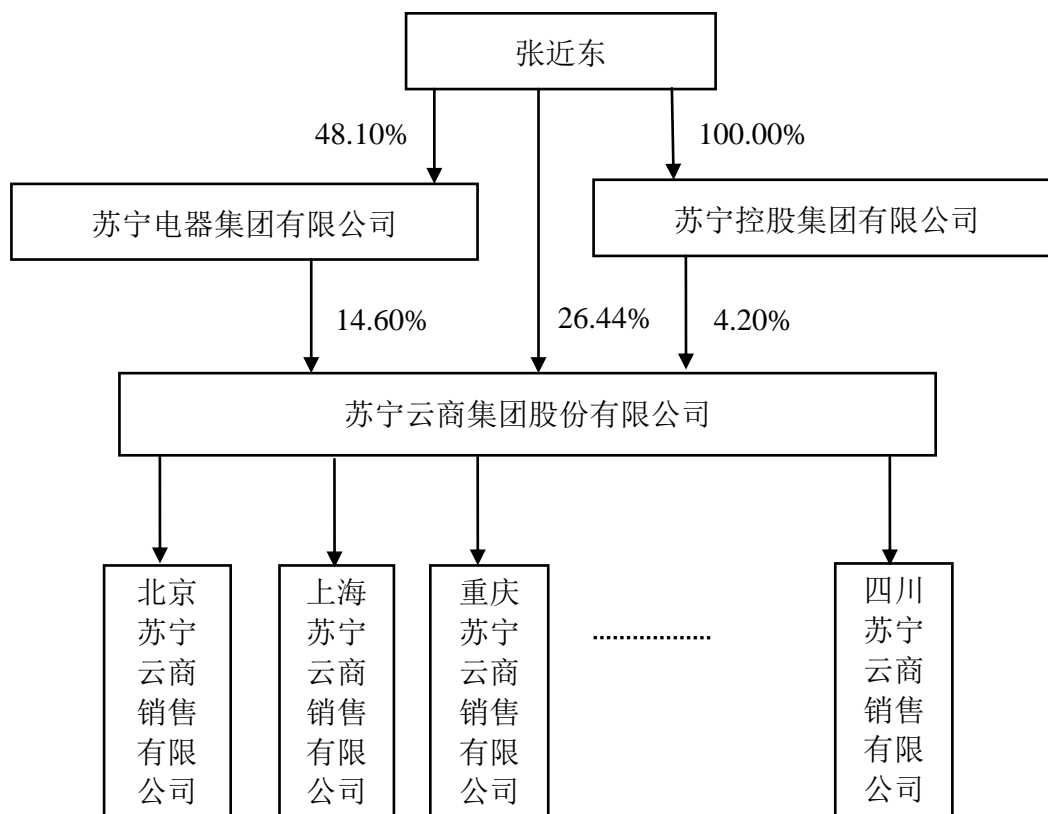 张近东
48.10%
100.00%
苏宁电器集团有限公司
苏宁控股集团有限公司
14.60%
26.44%
4.20%
苏宁云商集团股份有限公司
北京
苏宁
云商
销售
有限
公司
上海
苏宁
云商
销售
有限
公司
重庆
苏宁
云商
销售
有限
公司
..................
四川
苏宁
云商
销售
有限
公司